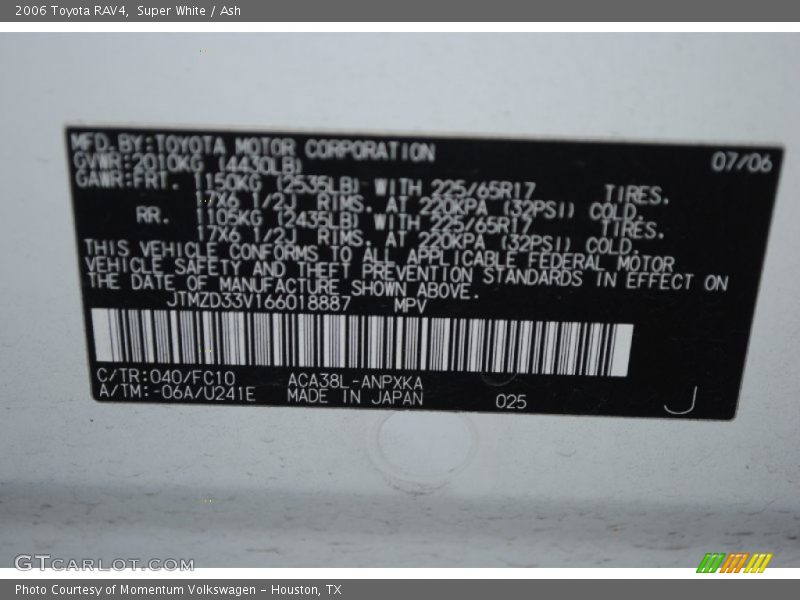 2006 Toyota RAV4, Super White / Ash
MFD. BY: TOYOTA MOTOR CORPORATION 07/06
GVWR: 2010KG (4430LB)
GAWR: FRT. 1150KG (2535LB) WITH 225/65R17 TIRES.
17X6 1/2J RIMS. AT 220KPA (32PSI) COLD.
RR. 1105KG (2435LB) WITH 225/65R17 TIRES.
17X6 1/2J RIMS. AT 220KPA (32PSI) COLD.
THIS VEHICLE CONFORMS TO ALL APPLICABLE FEDERAL MOTOR
VEHICLE SAFETY AND THEFT PREVENTION STANDARDS IN EFFECT ON
THE DATE OF MANUFACTURE SHOWN ABOVE.
JTMZD33V166018887 MPV
C/TR: 040/FC10 ACA38L-ANPXKA
A/TM: -06A/U241E MADE IN JAPAN 025 J
GTCARLOT.COM
Photo Courtesy of Momentum Volkswagen - Houston, TX